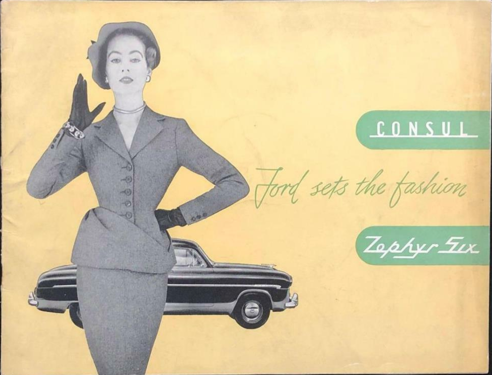 CONSUL
Ford sets the fashion
Zephyr Six